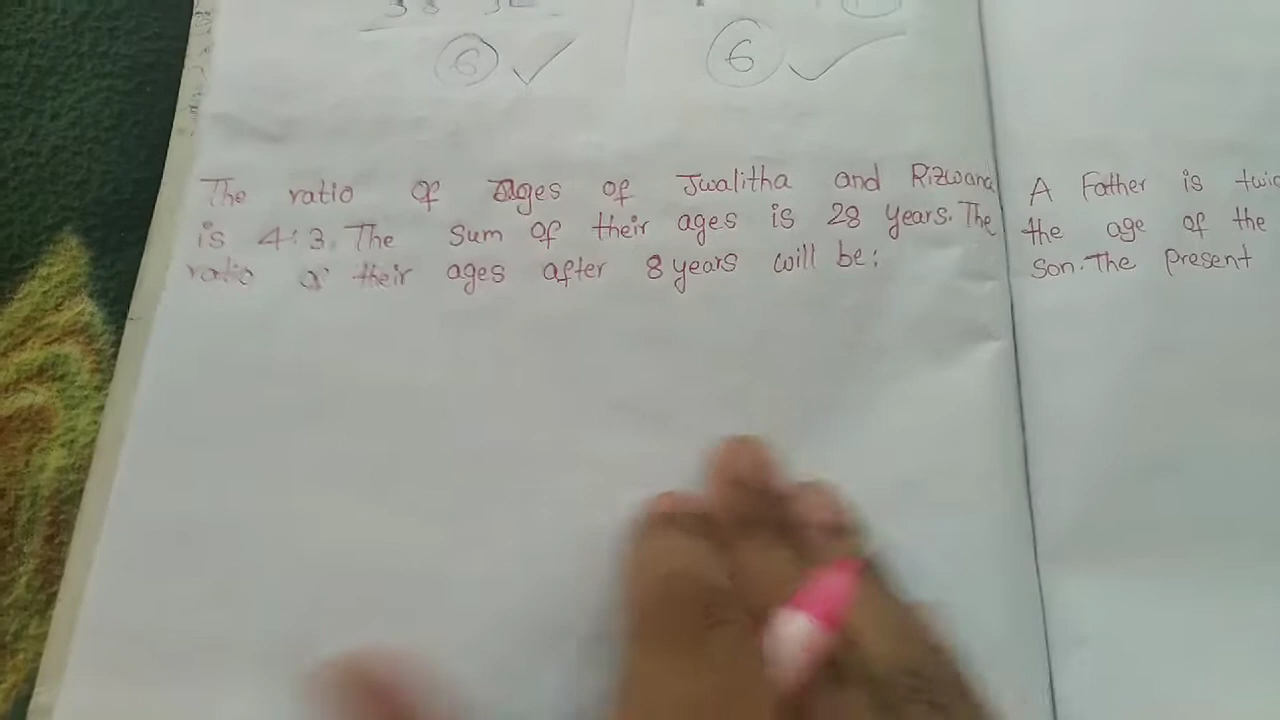 6 6
The ratio of Ages of Jwalitha and Rizwana
is 4:3. The sum of their ages is 28 years. The
ratio of their ages after 8 years will be:
A Father is
the age of the
son. The present